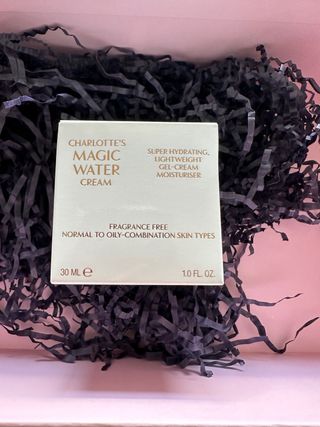 CHARLOTTE'S
MAGIC
WATER
CREAM
SUPER HYDRATING,
LIGHTWEIGHT
GEL-CREAM
MOISTURISER
FRAGRANCE FREE
NORMAL TO OILY-COMBINATION SKIN TYPES
30 ML ℮
1.0 FL. OZ.